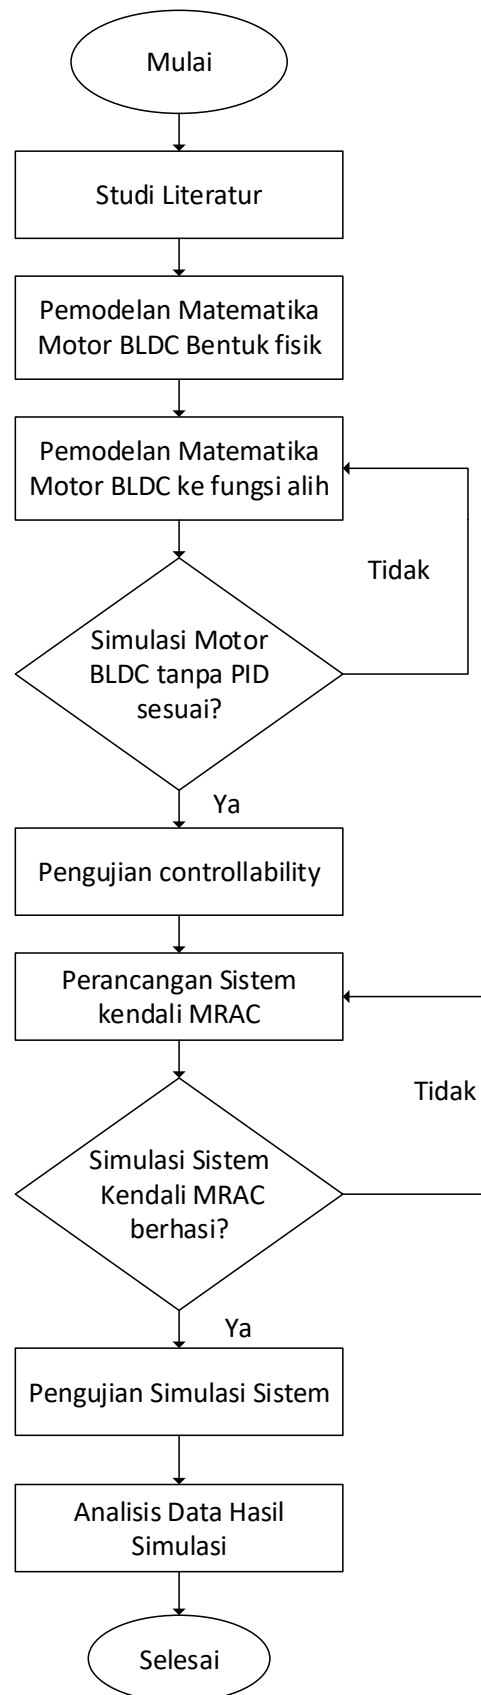 Mulai
Studi Literatur
Pemodelan Matematika
Motor BLDC Bentuk fisik
Pemodelan Matematika
Motor BLDC ke fungsi alih
Tidak
Simulasi Motor
BLDC tanpa PID
sesuai?
Ya
Pengujian controllability
Perancangan Sistem
kendali MRAC
Tidak
Simulasi Sistem
Kendali MRAC
berhasi?
Ya
Pengujian Simulasi Sistem
Analisis Data Hasil
Simulasi
Selesai